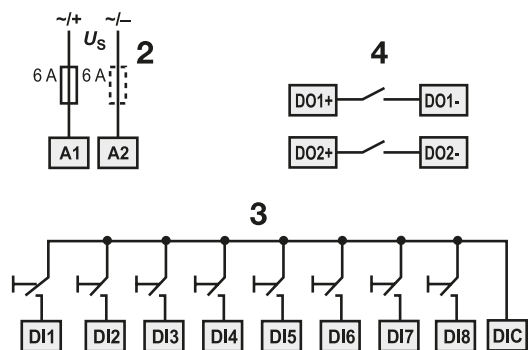 ~/+ ~/–
U_S
2
6 A 6 A
A1 A2
4
DO1+ DO1-
DO2+ DO2-
3
DI1 DI2 DI3 DI4 DI5 DI6 DI7 DI8 DIC